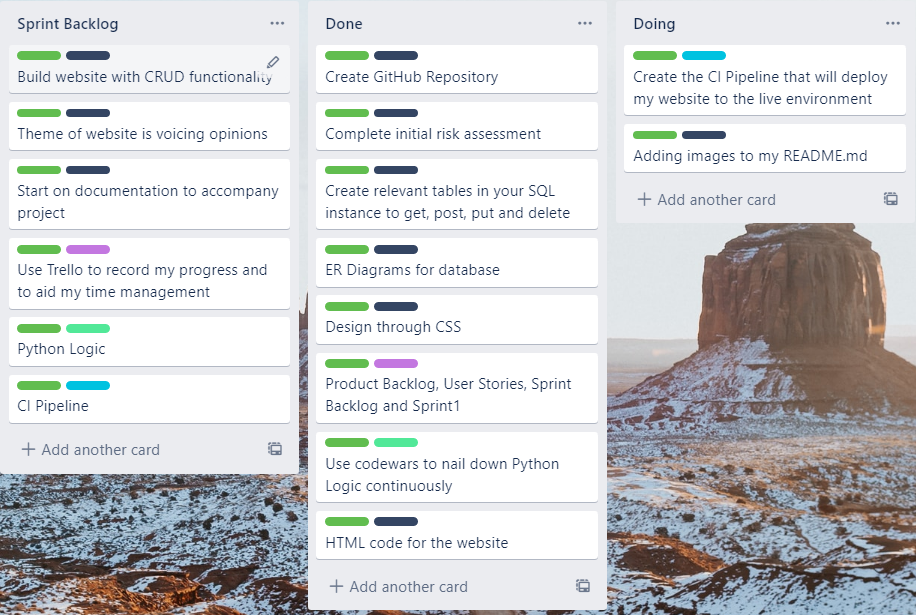 Sprint Backlog
Build website with CRUD functionality
Theme of website is voicing opinions
Start on documentation to accompany
project
Use Trello to record my progress and
to aid my time management
Python Logic
CI Pipeline
Add another card
Done
Create GitHub Repository
Complete initial risk assessment
Create relevant tables in your SQL
instance to get, post, put and delete
ER Diagrams for database
Design through CSS
Product Backlog, User Stories, Sprint
Backlog and Sprint1
Use codewars to nail down Python
Logic continuously
HTML code for the website
Add another card
Doing
Create the CI Pipeline that will deploy
my website to the live environment
Adding images to my README.md
Add another card